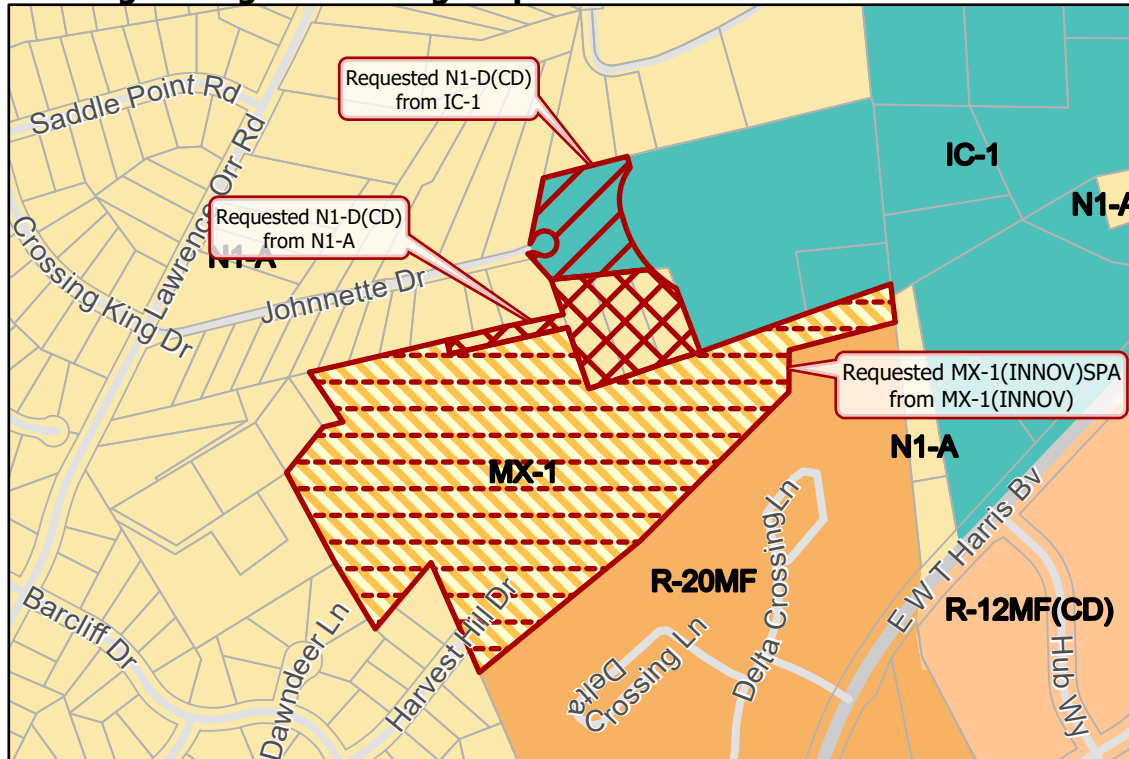 Requested N1-D(CD)
from IC-1
Saddle Point Rd
Lawrence Orr Rd
IC-1
N1-A
Requested N1-D(CD)
from N1-A
N1-A
Crossing King Dr
Johnnette Dr
Requested MX-1(INNOV)SPA
from MX-1(INNOV)
MX-1
N1-A
Delta Crossing Ln
E W T Harris Bv
R-20MF
R-12MF(CD)
Barcliff Dr
Dawndeer Ln
Harvest Hill Dr
Delta
Crossing Ln
Hub Wy